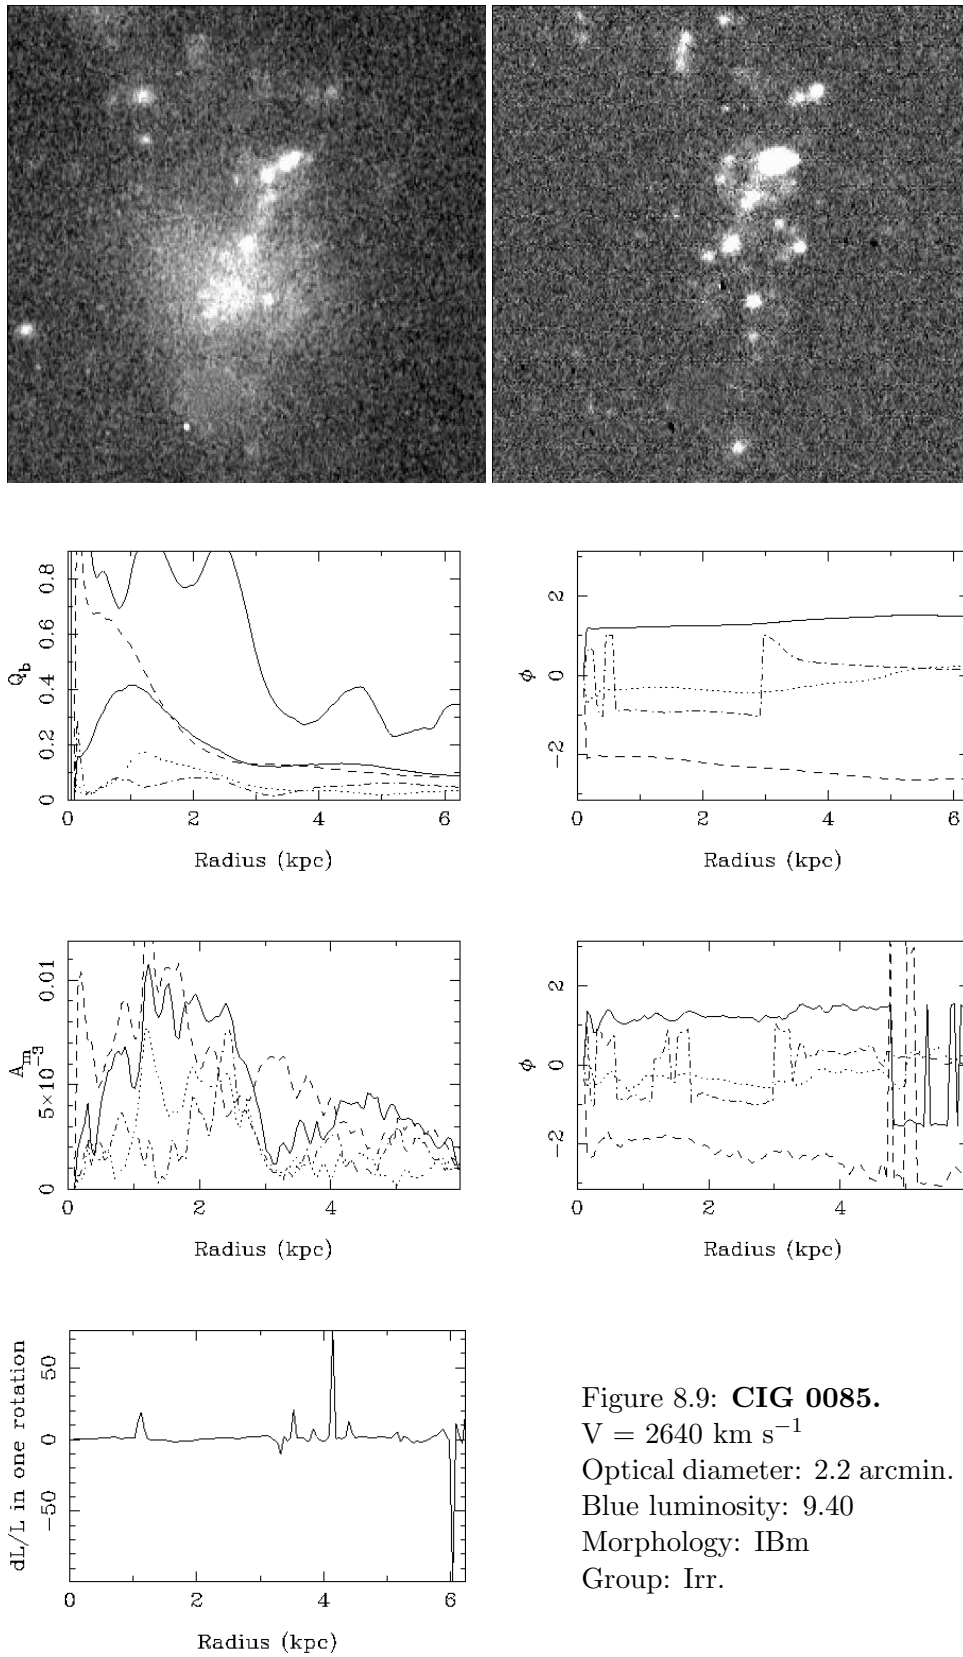 0.8
0.6
Q_b
0.4
0.2
0
0 2 4 6
Radius (kpc)
2
ϕ
0
−2
0 2 4 6
Radius (kpc)
0.01
A_m
5×10⁻³
0
0 2 4
Radius (kpc)
2
ϕ
0
−2
0 2 4
Radius (kpc)
50
dL/L in one rotation
0
−50
0 2 4 6
Radius (kpc)
Figure 8.9: CIG 0085.
V = 2640 km s⁻¹
Optical diameter: 2.2 arcmin.
Blue luminosity: 9.40
Morphology: IBm
Group: Irr.